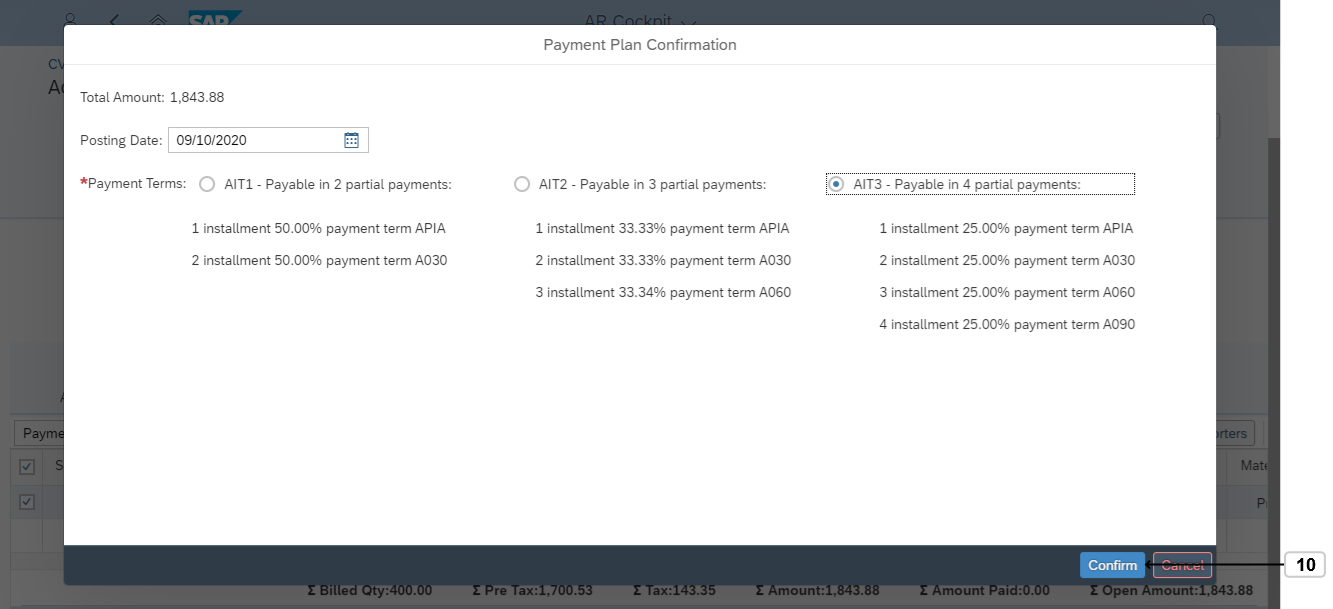 SAP AR Cockpit
Payment Plan Confirmation
CV
Total Amount: 1,843.88
Posting Date: 09/10/2020
*Payment Terms: AIT1 - Payable in 2 partial payments: AIT2 - Payable in 3 partial payments: AIT3 - Payable in 4 partial payments:
1 installment 50.00% payment term APIA 1 installment 33.33% payment term APIA 1 installment 25.00% payment term APIA
2 installment 50.00% payment term A030 2 installment 33.33% payment term A030 2 installment 25.00% payment term A030
3 installment 33.34% payment term A060 3 installment 25.00% payment term A060
4 installment 25.00% payment term A090
Confirm Cancel 10
Σ Billed Qty:400.00 Σ Pre Tax:1,700.53 Σ Tax:143.35 Σ Amount:1,843.88 Σ Amount Paid:0.00 Σ Open Amount:1,843.88